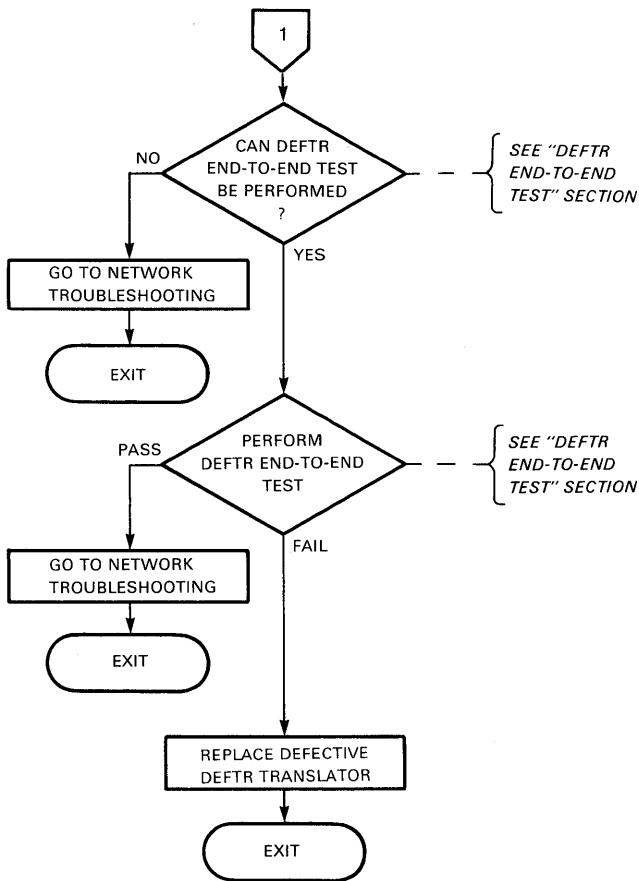 1
CAN DEFTR
END-TO-END TEST
BE PERFORMED
?
NO
YES
SEE "DEFTR
END-TO-END
TEST" SECTION
GO TO NETWORK
TROUBLESHOOTING
EXIT
PERFORM
DEFTR END-TO-END
TEST
PASS
FAIL
SEE "DEFTR
END-TO-END
TEST" SECTION
GO TO NETWORK
TROUBLESHOOTING
EXIT
REPLACE DEFECTIVE
DEFTR TRANSLATOR
EXIT